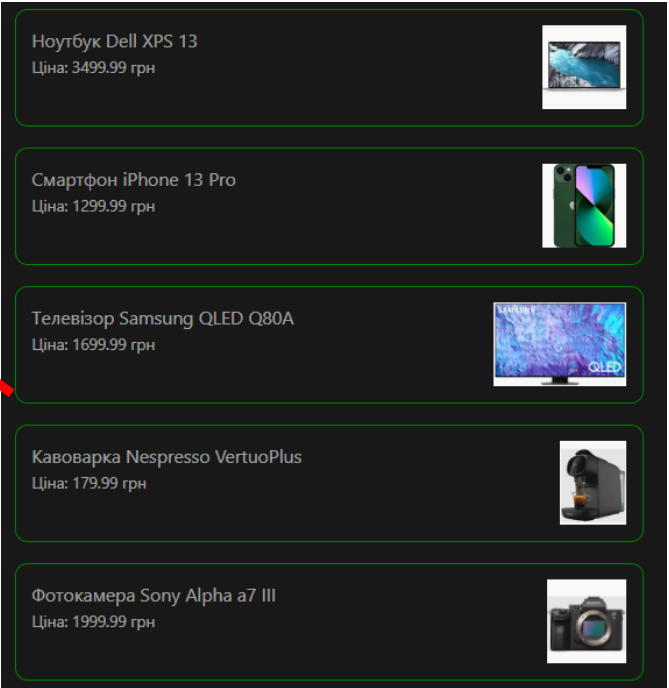 Ноутбук Dell XPS 13
Ціна: 3499.99 грн
Смартфон iPhone 13 Pro
Ціна: 1299.99 грн
Телевізор Samsung QLED Q80A
Ціна: 1699.99 грн
SAMSUNG
QLED
Кавоварка Nespresso VertuoPlus
Ціна: 179.99 грн
Фотокамера Sony Alpha a7 III
Ціна: 1999.99 грн